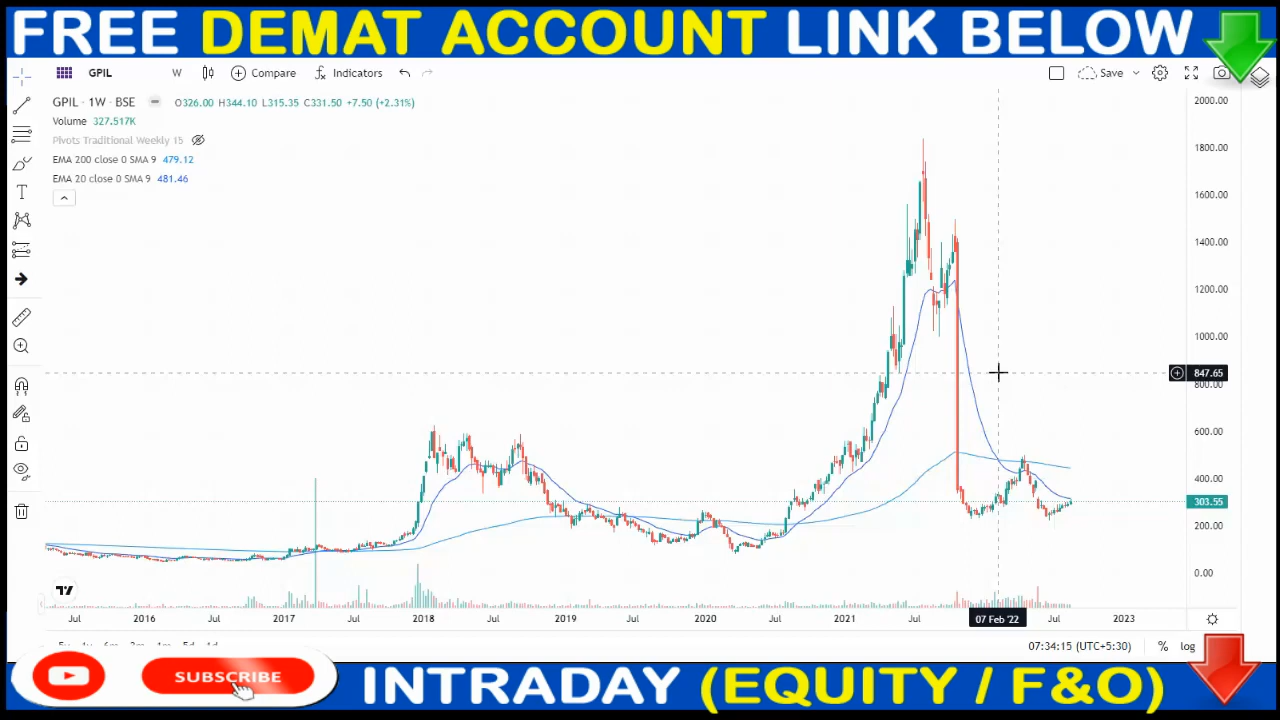 FREE DEMAT ACCOUNT LINK BELOW
GPIL W Compare Indicators Save
GPIL · 1W · BSE O326.00 H344.10 L315.35 C331.50 +7.50 (+2.31%)
Volume 327.517K
Pivots Traditional Weekly 15
EMA 200 close 0 SMA 9 479.12
EMA 20 close 0 SMA 9 481.46
2000.00
1800.00
1600.00
1400.00
1200.00
1000.00
847.65
800.00
600.00
400.00
303.55
200.00
0.00
Jul 2016 Jul 2017 Jul 2018 Jul 2019 Jul 2020 Jul 2021 Jul 07 Feb '22 Jul 2023
07:34:15 (UTC+5:30) % log
SUBSCRIBE
INTRADAY (EQUITY / F&O)